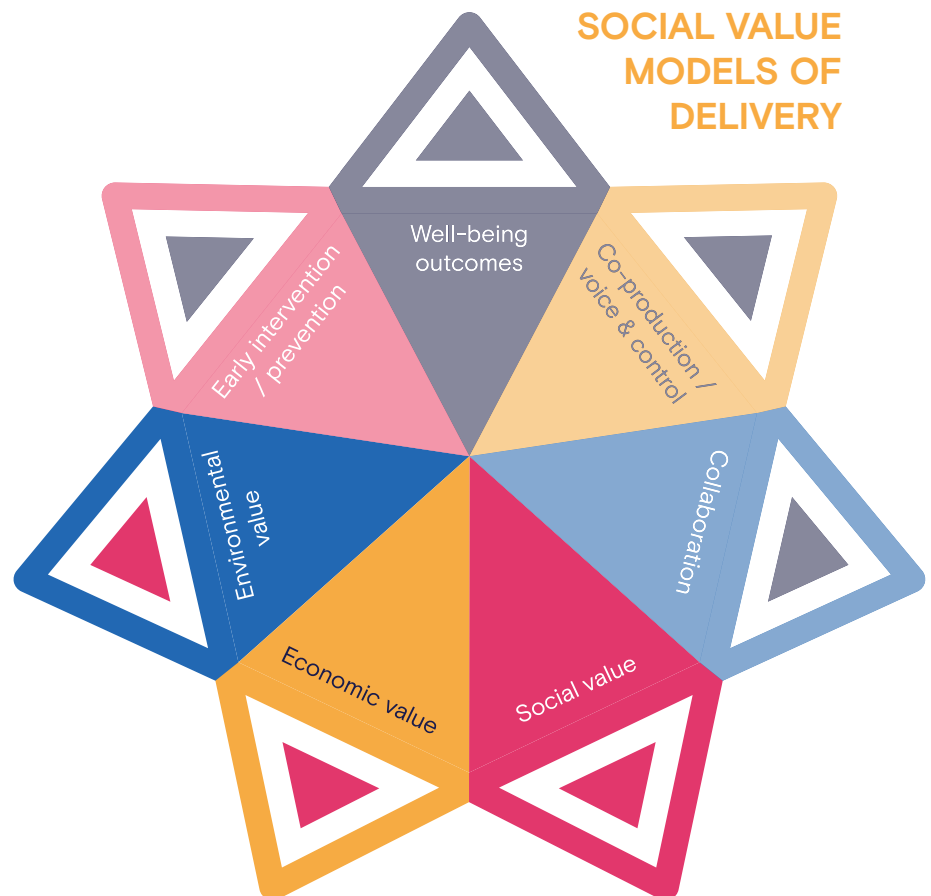 SOCIAL VALUE
MODELS OF
DELIVERY
Well-being
outcomes
Co-production /
voice & control
Collaboration
Social value
Economic value
Environmental
value
Early intervention
/ prevention